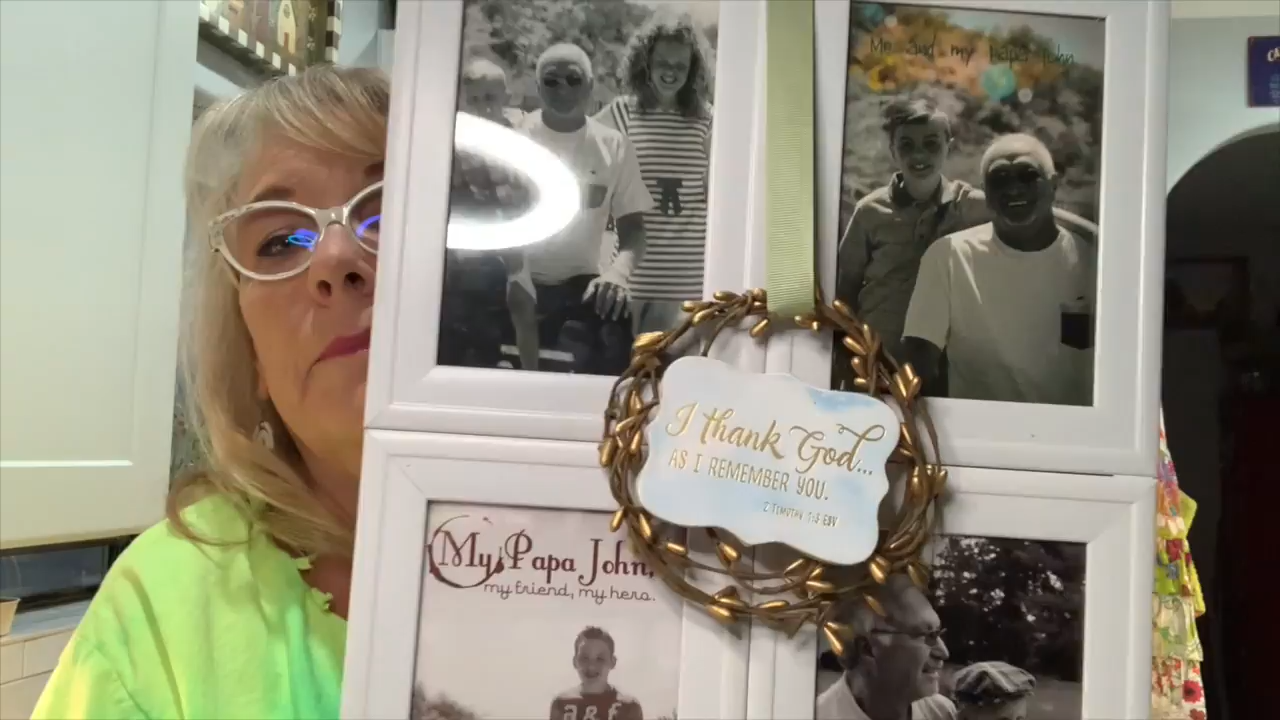 Me and my Papa John
I thank God...
AS I REMEMBER YOU.
2 TIMOTHY 1:3 ESV
My Papa John,
my friend, my hero.
a&f